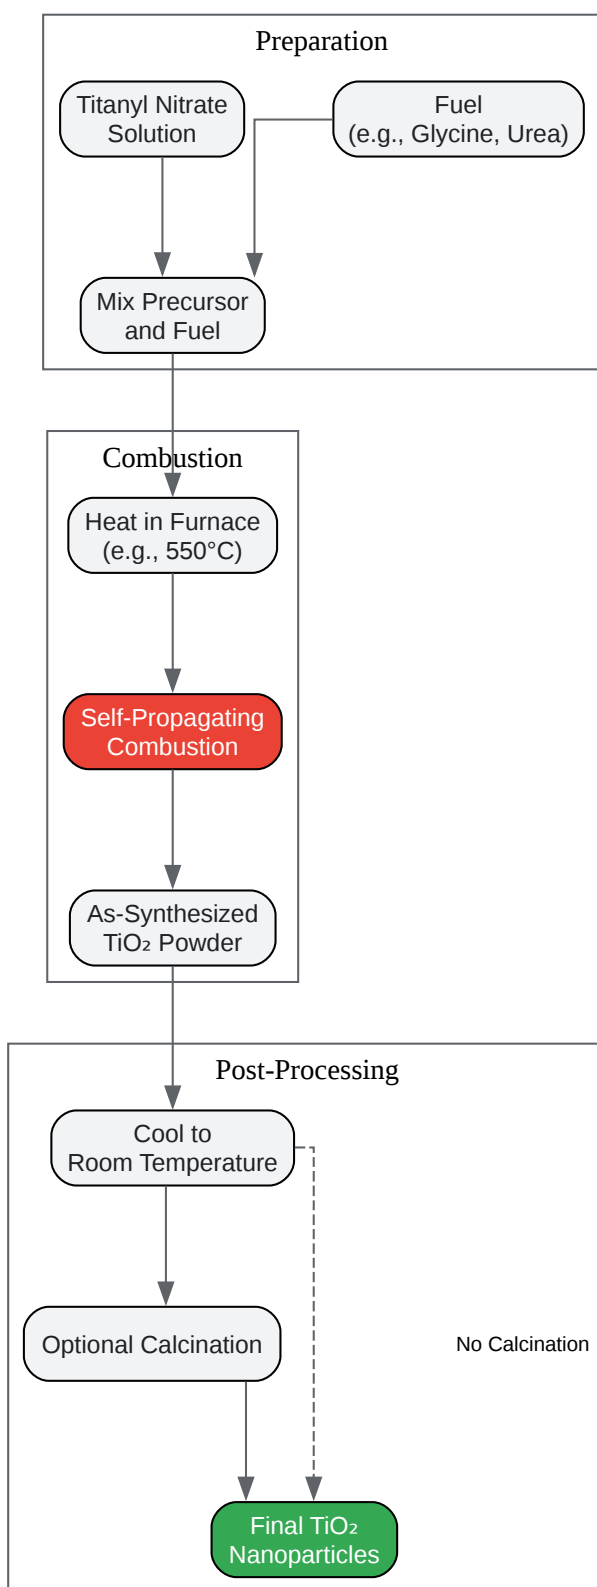 Preparation
Titanyl Nitrate
Solution
Fuel
(e.g., Glycine, Urea)
Mix Precursor
and Fuel
Combustion
Heat in Furnace
(e.g., 550°C)
Self-Propagating
Combustion
As-Synthesized
TiO₂ Powder
Post-Processing
Cool to
Room Temperature
Optional Calcination
No Calcination
Final TiO₂
Nanoparticles